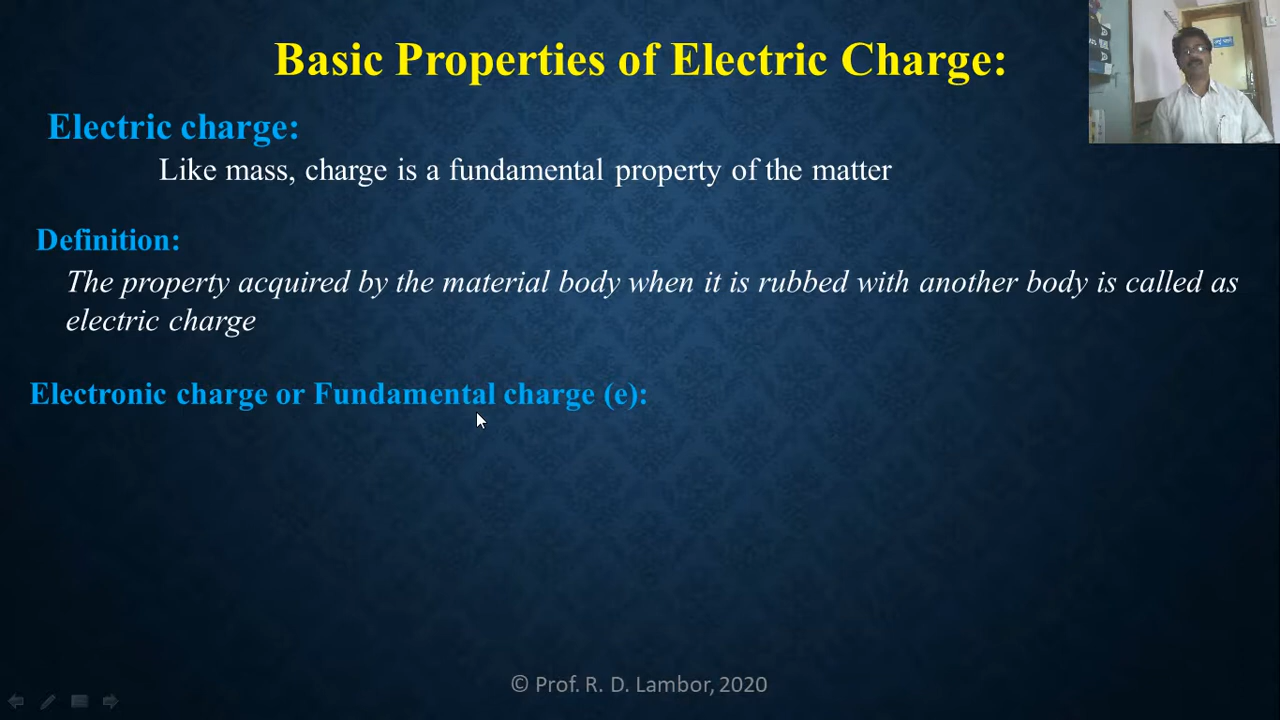 Basic Properties of Electric Charge:
Electric charge:
Like mass, charge is a fundamental property of the matter
Definition:
The property acquired by the material body when it is rubbed with another body is called as
electric charge
Electronic charge or Fundamental charge (e):
© Prof. R. D. Lambor, 2020